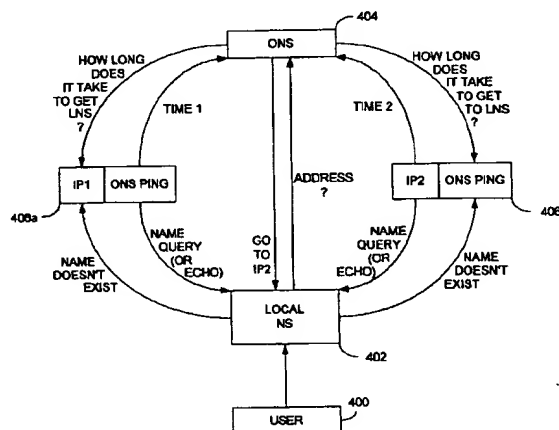 404
ONS
HOW LONG
DOES
IT TAKE
TO GET
LNS
?
TIME 1
TIME 2
HOW LONG
DOES
IT TAKE
TO GET
TO LNS
?
IP1
ONS PING
ADDRESS
?
IP2
ONS PING
406a
406
NAME
QUERY
(OR
ECHO)
GO
TO
IP2
NAME
QUERY
(OR
ECHO)
NAME
DOESN'T
EXIST
NAME
DOESN'T
EXIST
LOCAL
NS
402
400
USER